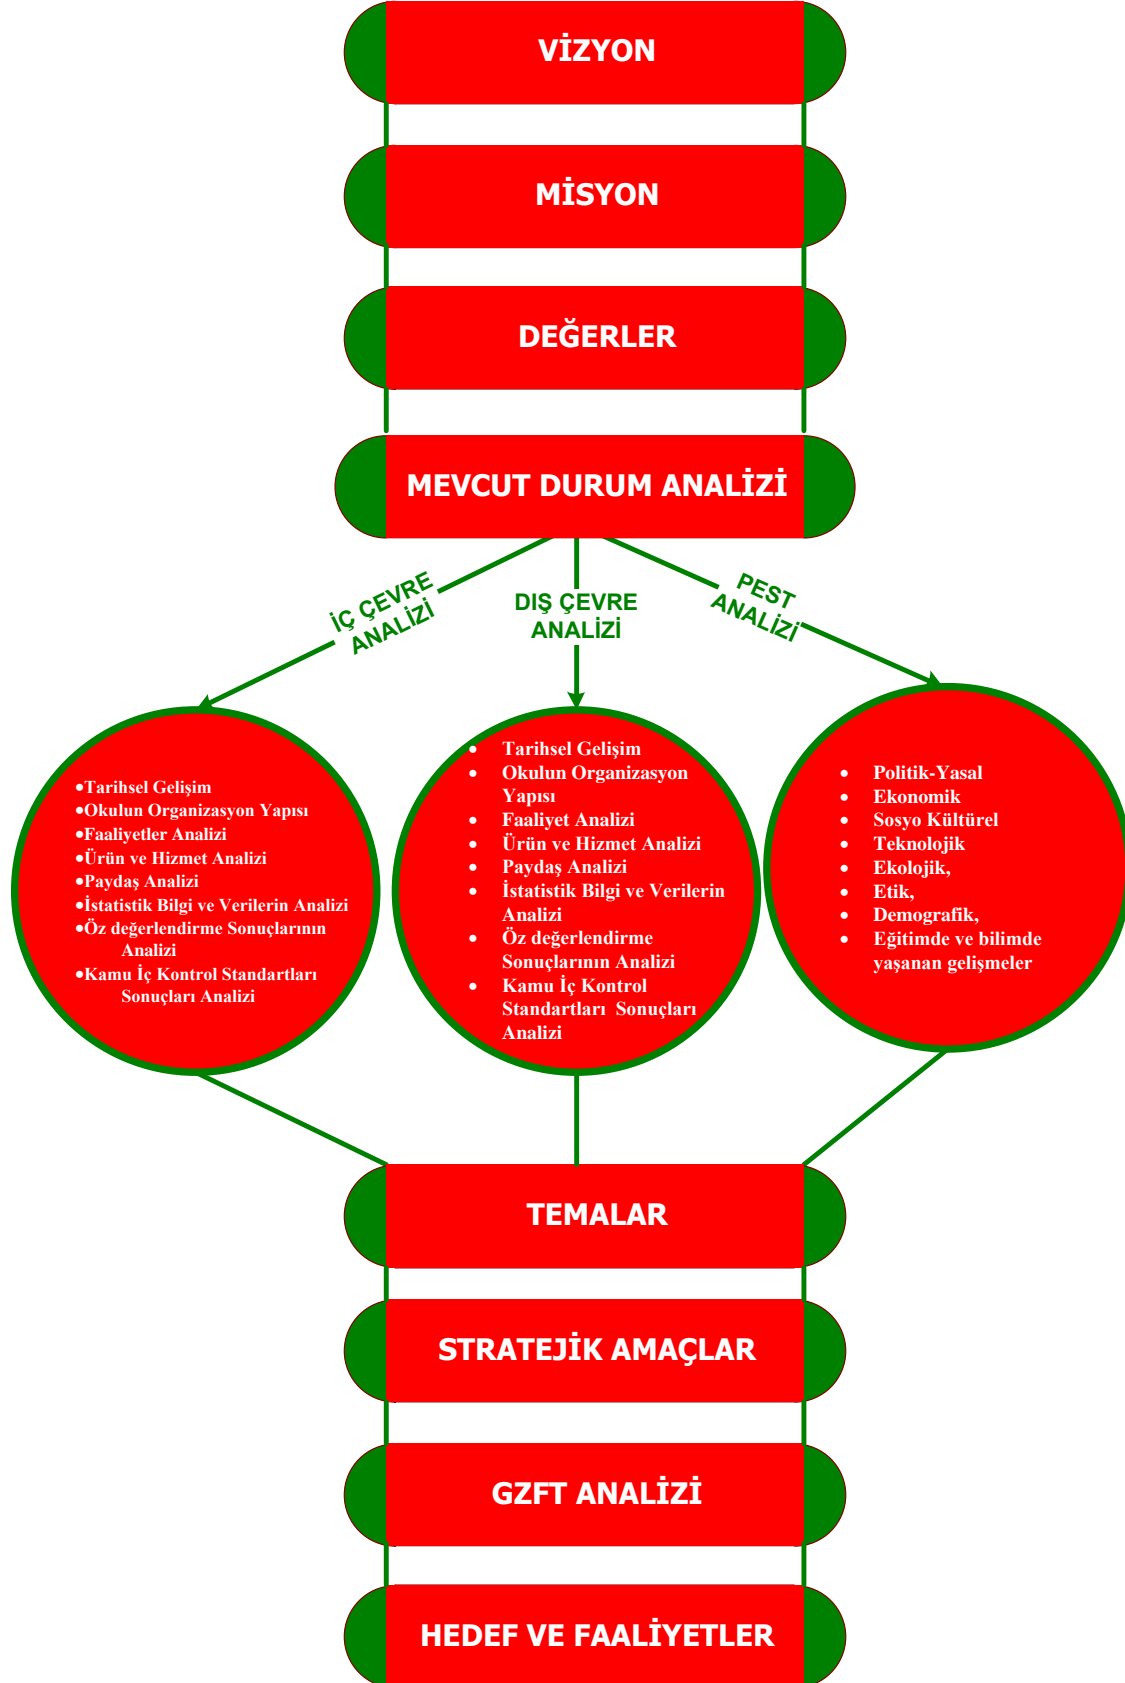 VİZYON
MİSYON
DEĞERLER
MEVCUT DURUM ANALİZİ
İÇ ÇEVRE
ANALİZİ
DIŞ ÇEVRE
ANALİZİ
PEST
ANALİZİ
•Tarihsel Gelişim
•Okulun Organizasyon Yapısı
•Faaliyetler Analizi
•Ürün ve Hizmet Analizi
•Paydaş Analizi
•İstatistik Bilgi ve Verilerin Analizi
•Öz değerlendirme Sonuçlarının
Analizi
•Kamu İç Kontrol Standartları
Sonuçları Analizi
• Tarihsel Gelişim
• Okulun Organizasyon
Yapısı
• Faaliyet Analizi
• Ürün ve Hizmet Analizi
• Paydaş Analizi
• İstatistik Bilgi ve Verilerin
Analizi
• Öz değerlendirme
Sonuçlarının Analizi
• Kamu İç Kontrol
Standartları  Sonuçları
Analizi
• Politik-Yasal
• Ekonomik
• Sosyo Kültürel
• Teknolojik
• Ekolojik,
• Etik,
• Demografik,
• Eğitimde ve bilimde
yaşanan gelişmeler
TEMALAR
STRATEJİK AMAÇLAR
GZFT ANALİZİ
HEDEF VE FAALİYETLER